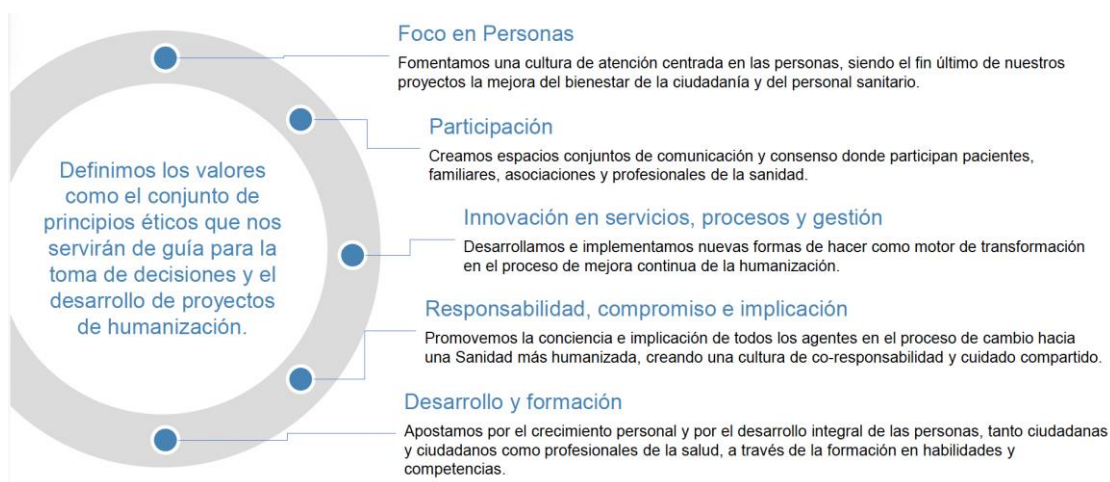 Definimos los valores
como el conjunto de
principios éticos que nos
servirán de guía para la
toma de decisiones y el
desarrollo de proyectos
de humanización.
Foco en Personas
Fomentamos una cultura de atención centrada en las personas, siendo el fin último de nuestros
proyectos la mejora del bienestar de la ciudadanía y del personal sanitario.
Participación
Creamos espacios conjuntos de comunicación y consenso donde participan pacientes,
familiares, asociaciones y profesionales de la sanidad.
Innovación en servicios, procesos y gestión
Desarrollamos e implementamos nuevas formas de hacer como motor de transformación
en el proceso de mejora continua de la humanización.
Responsabilidad, compromiso e implicación
Promovemos la conciencia e implicación de todos los agentes en el proceso de cambio hacia
una Sanidad más humanizada, creando una cultura de co-responsabilidad y cuidado compartido.
Desarrollo y formación
Apostamos por el crecimiento personal y por el desarrollo integral de las personas, tanto ciudadanas
y ciudadanos como profesionales de la salud, a través de la formación en habilidades y
competencias.